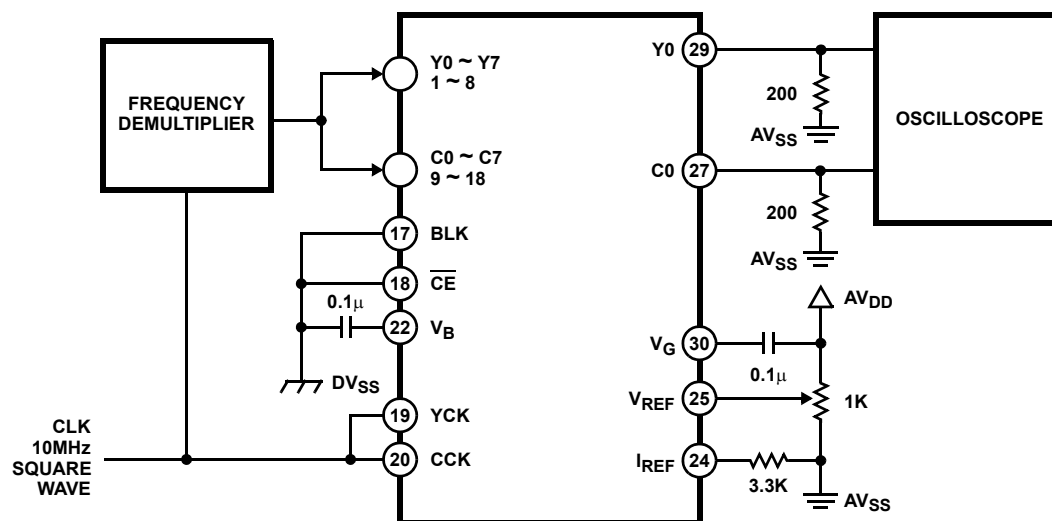 FREQUENCY
DEMULTIPLIER
Y0 ~ Y7
1 ~ 8
C0 ~ C7
9 ~ 18
17 BLK
18 C̅E̅
0.1µ
22 VB
DVSS
19 YCK
20 CCK
CLK
10MHz
SQUARE
WAVE
Y0 29
200
AVSS
C0 27
200
AVSS
OSCILLOSCOPE
AVDD
VG 30
0.1µ
VREF 25
1K
IREF 24
3.3K
AVSS